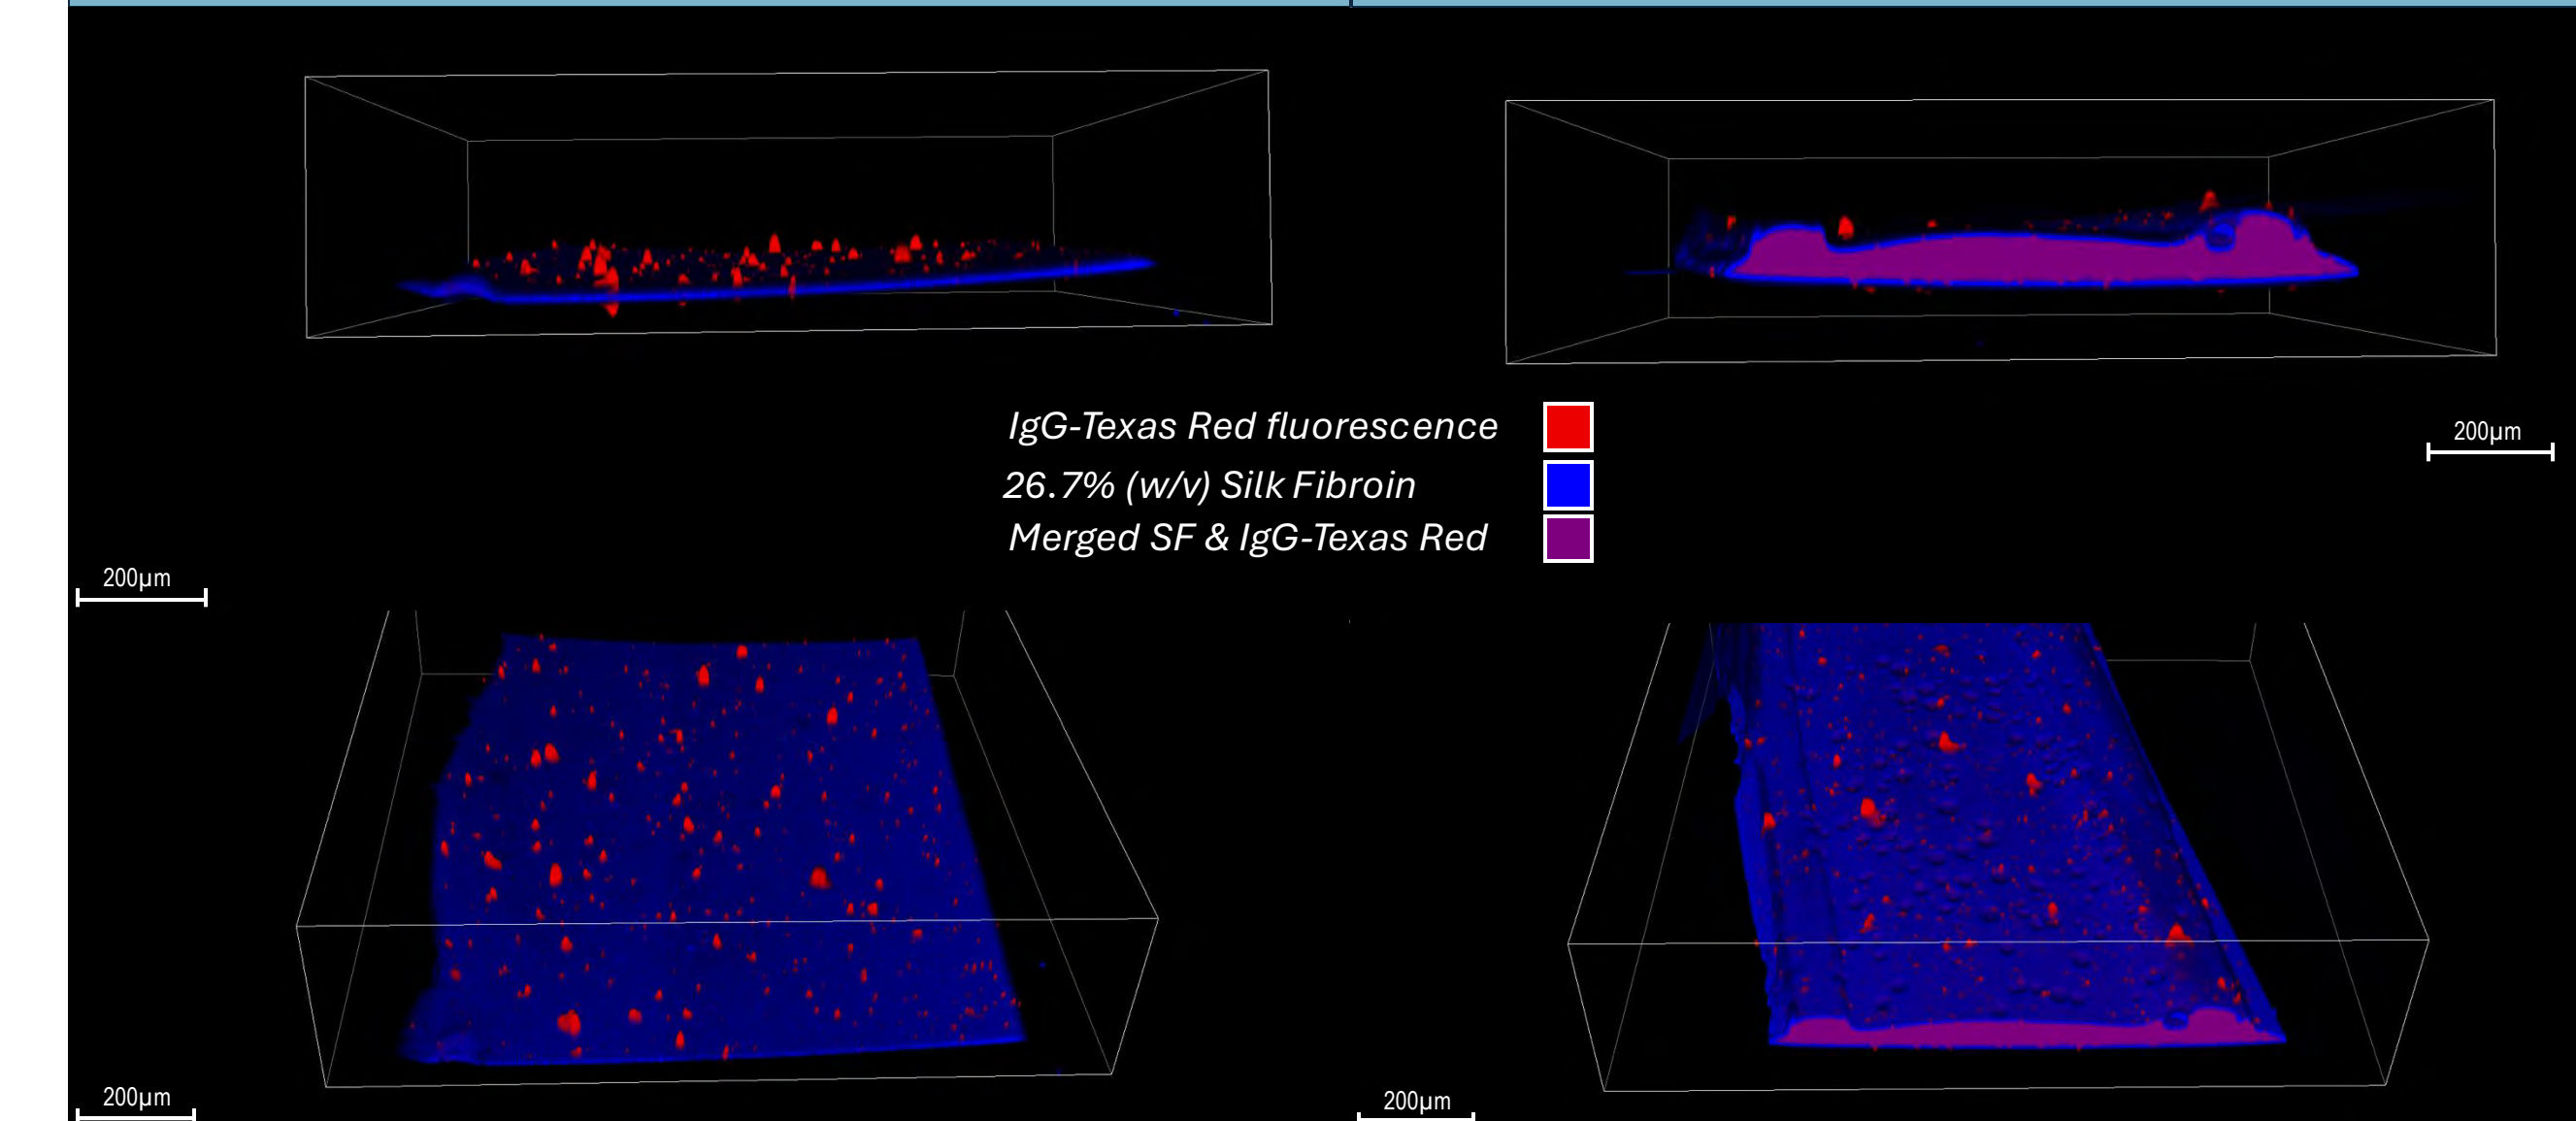 IgG-Texas Red fluorescence
200µm
26.7% (w/v) Silk Fibroin
Merged SF & IgG-Texas Red
200µm
200µm
200µm